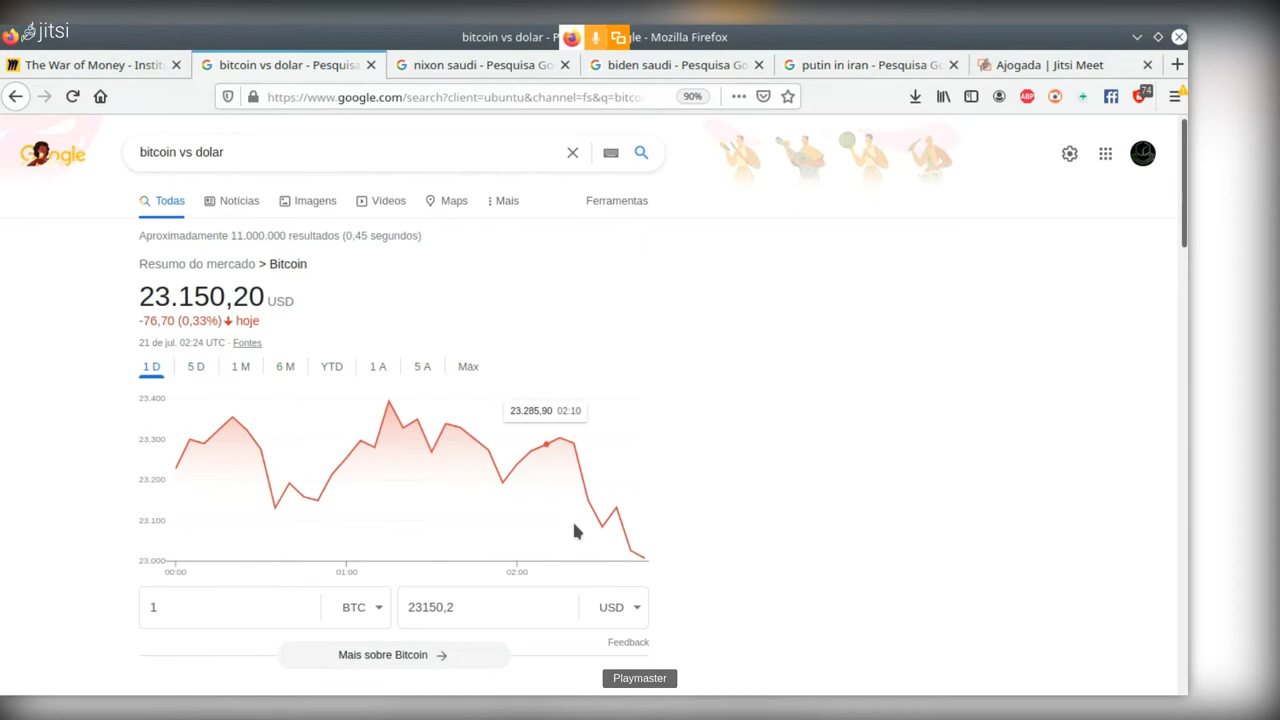 jitsi
bitcoin vs dolar - P
gle - Mozilla Firefox
The War of Money - Instit
bitcoin vs dolar - Pesquisa
nixon saudi - Pesquisa Go
biden saudi - Pesquisa Go
putin in iran - Pesquisa G
Ajogada | Jitsi Meet
https://www.google.com/search?client=ubuntu&channel=fs&q=bitco
90%
ABP
74
Google
bitcoin vs dolar
Todas
Notícias
Imagens
Vídeos
Maps
Mais
Ferramentas
Aproximadamente 11.000.000 resultados (0,45 segundos)
Resumo do mercado > Bitcoin
23.150,20 USD
-76,70 (0,33%) hoje
21 de jul. 02:24 UTC · Fontes
1 D 5 D 1 M 6 M YTD 1 A 5 A Máx
23.400
23.285,90 02:10
23.300
23.200
23.100
23.000
00:00 01:00 02:00
1 BTC 23150,2 USD
Feedback
Mais sobre Bitcoin
Playmaster